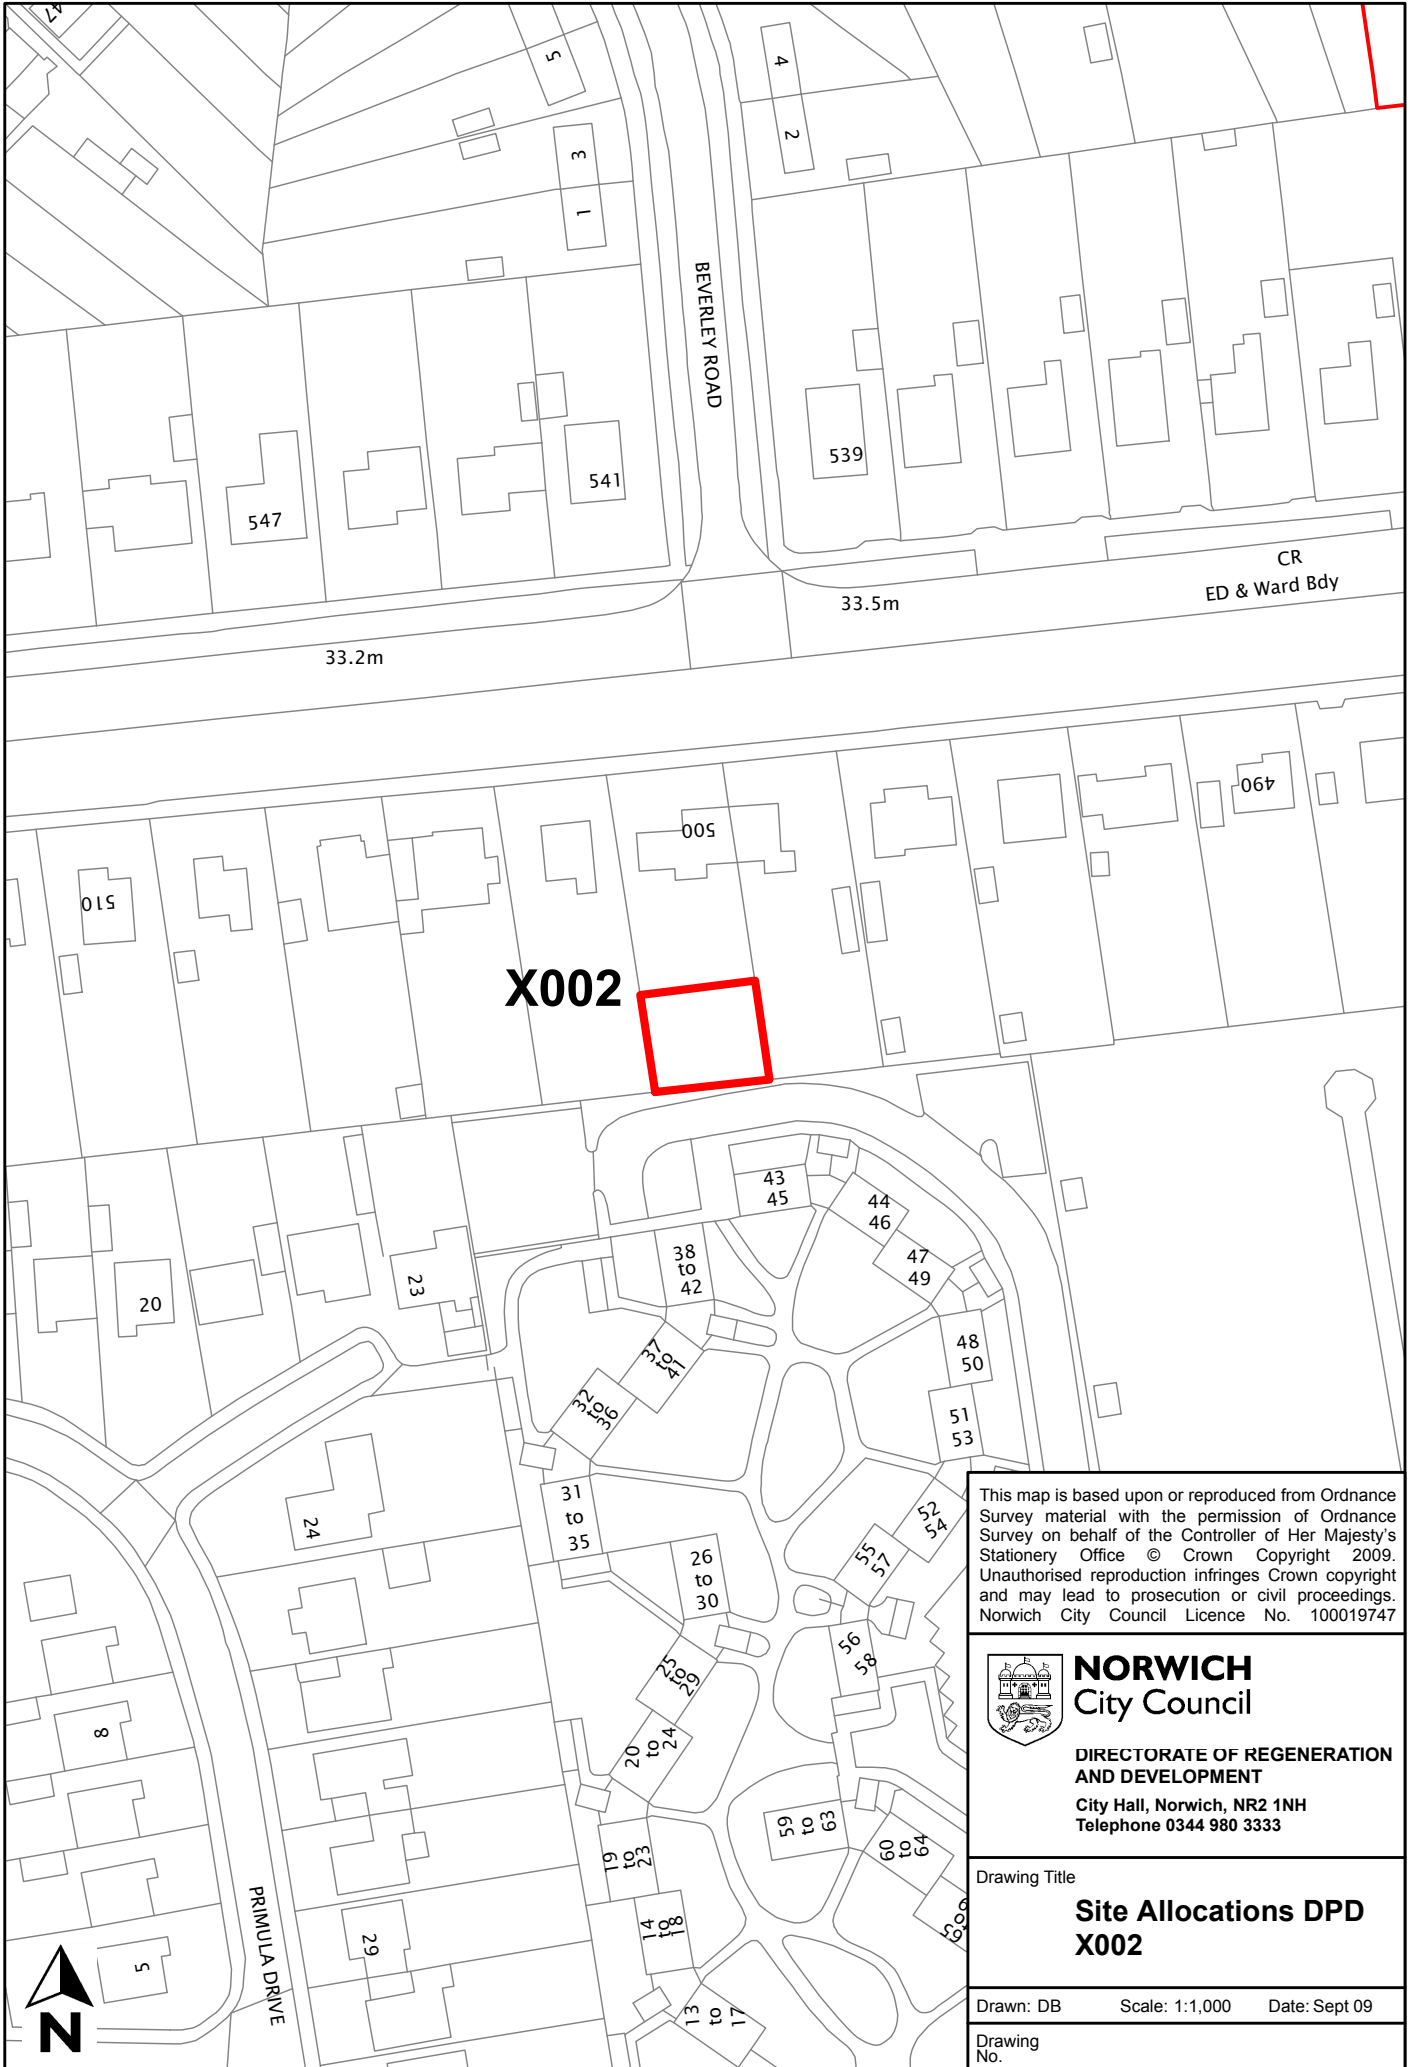 47
5
4
2
3
1
BEVERLEY ROAD
539
541
547
CR
ED & Ward Bdy
33.5m
33.2m
490
500
510
X002
43
45
44
46
47
49
38
to
42
23
20
48
50
37
to
41
32
to
36
51
53
31
to
35
24
52
54
55
57
26
to
30
56
58
25
to
29
8
20
to
24
59
to
63
60
to
64
19
to
23
14
to
18
65
29
5
PRIMULA DRIVE
13
to
17
N
This map is based upon or reproduced from Ordnance
Survey material with the permission of Ordnance
Survey on behalf of the Controller of Her Majesty's
Stationery Office © Crown Copyright 2009.
Unauthorised reproduction infringes Crown copyright
and may lead to prosecution or civil proceedings.
Norwich City Council Licence No. 100019747
NORWICH
City Council
DIRECTORATE OF REGENERATION
AND DEVELOPMENT
City Hall, Norwich, NR2 1NH
Telephone 0344 980 3333
Drawing Title
Site Allocations DPD
X002
Drawn: DB Scale: 1:1,000 Date: Sept 09
Drawing
No.